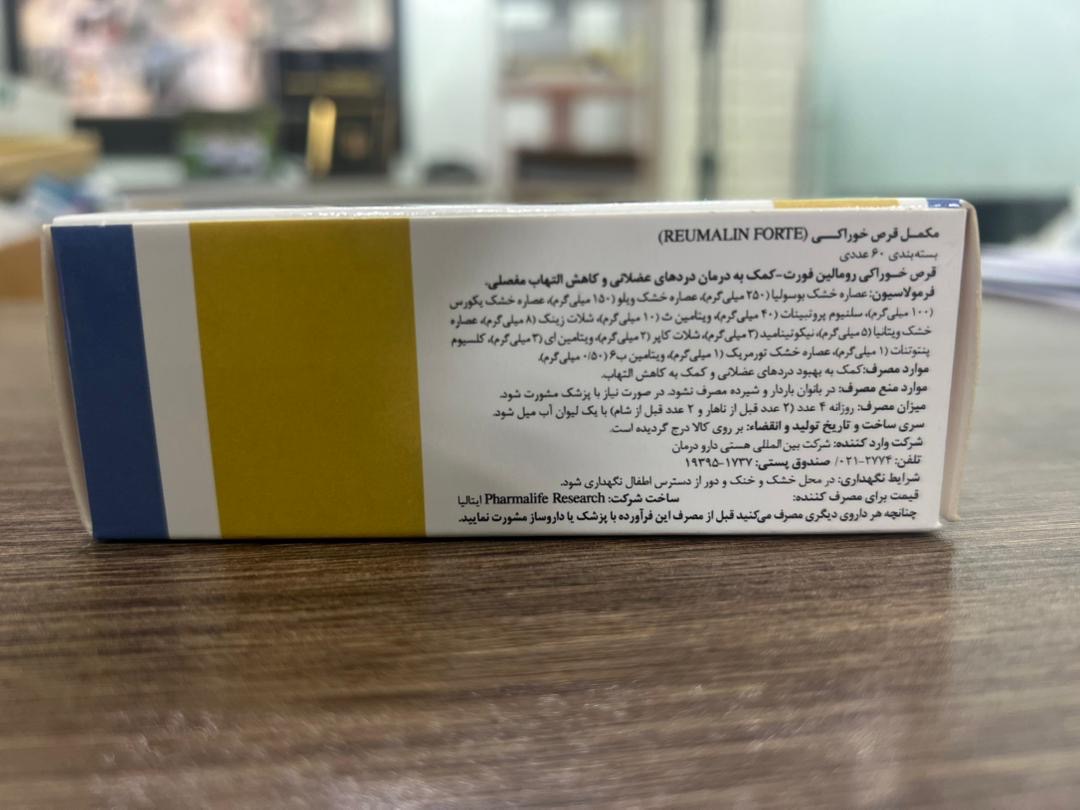 مکمل قرص خوراکی (REUMALIN FORTE)
بسته‌بندی ۶۰ عددی
قرص خوراکی رومالین فورت-کمک به درمان دردهای عضلانی و کاهش التهاب مفصلی.
فرمولاسیون: عصاره خشک بوسولیا (۲۵۰ میلی‌گرم)، عصاره خشک ویلو (۱۵۰ میلی‌گرم)، عصاره خشک یکورس
(۱۰۰ میلی‌گرم)، سلنیوم پروتیینات (۴۰ میلی‌گرم)، ویتامین ث (۱۰ میلی‌گرم)، شلات زینک (۸ میلی‌گرم)، عصاره
خشک ویتانیا (۵ میلی‌گرم)، نیکوتینامید (۳ میلی‌گرم)، شلات کاپر (۲ میلی‌گرم)، ویتامین ای (۳ میلی‌گرم)، کلسیوم
پنتوتنات (۱ میلی‌گرم)، عصاره خشک تورمریک (۱ میلی‌گرم)، ویتامین ب۶ (۰/۵۰ میلی‌گرم).
موارد مصرف: کمک به بهبود دردهای عضلانی و کمک به کاهش التهاب.
موارد منع مصرف: در بانوان باردار و شیرده مصرف نشود. در صورت نیاز با پزشک مشورت شود.
میزان مصرف: روزانه ۴ عدد (۲ عدد قبل از ناهار و ۲ عدد قبل از شام) با یک لیوان آب میل شود.
سری ساخت و تاریخ تولید و انقضاء: بر روی کالا درج گردیده است.
شرکت وارد کننده: شرکت بین‌المللی هستی دارو درمان
تلفن: ۲۷۷۴-۰۲۱/ صندوق پستی: ۱۷۳۷-۱۹۳۹۵
شرایط نگهداری: در محل خشک و خنک و دور از دسترس اطفال نگهداری شود.
قیمت برای مصرف کننده: ساخت شرکت: Pharmalife Research ایتالیا
چنانچه هر داروی دیگری مصرف می‌کنید قبل از مصرف این فرآورده با پزشک یا داروساز مشورت نمایید.